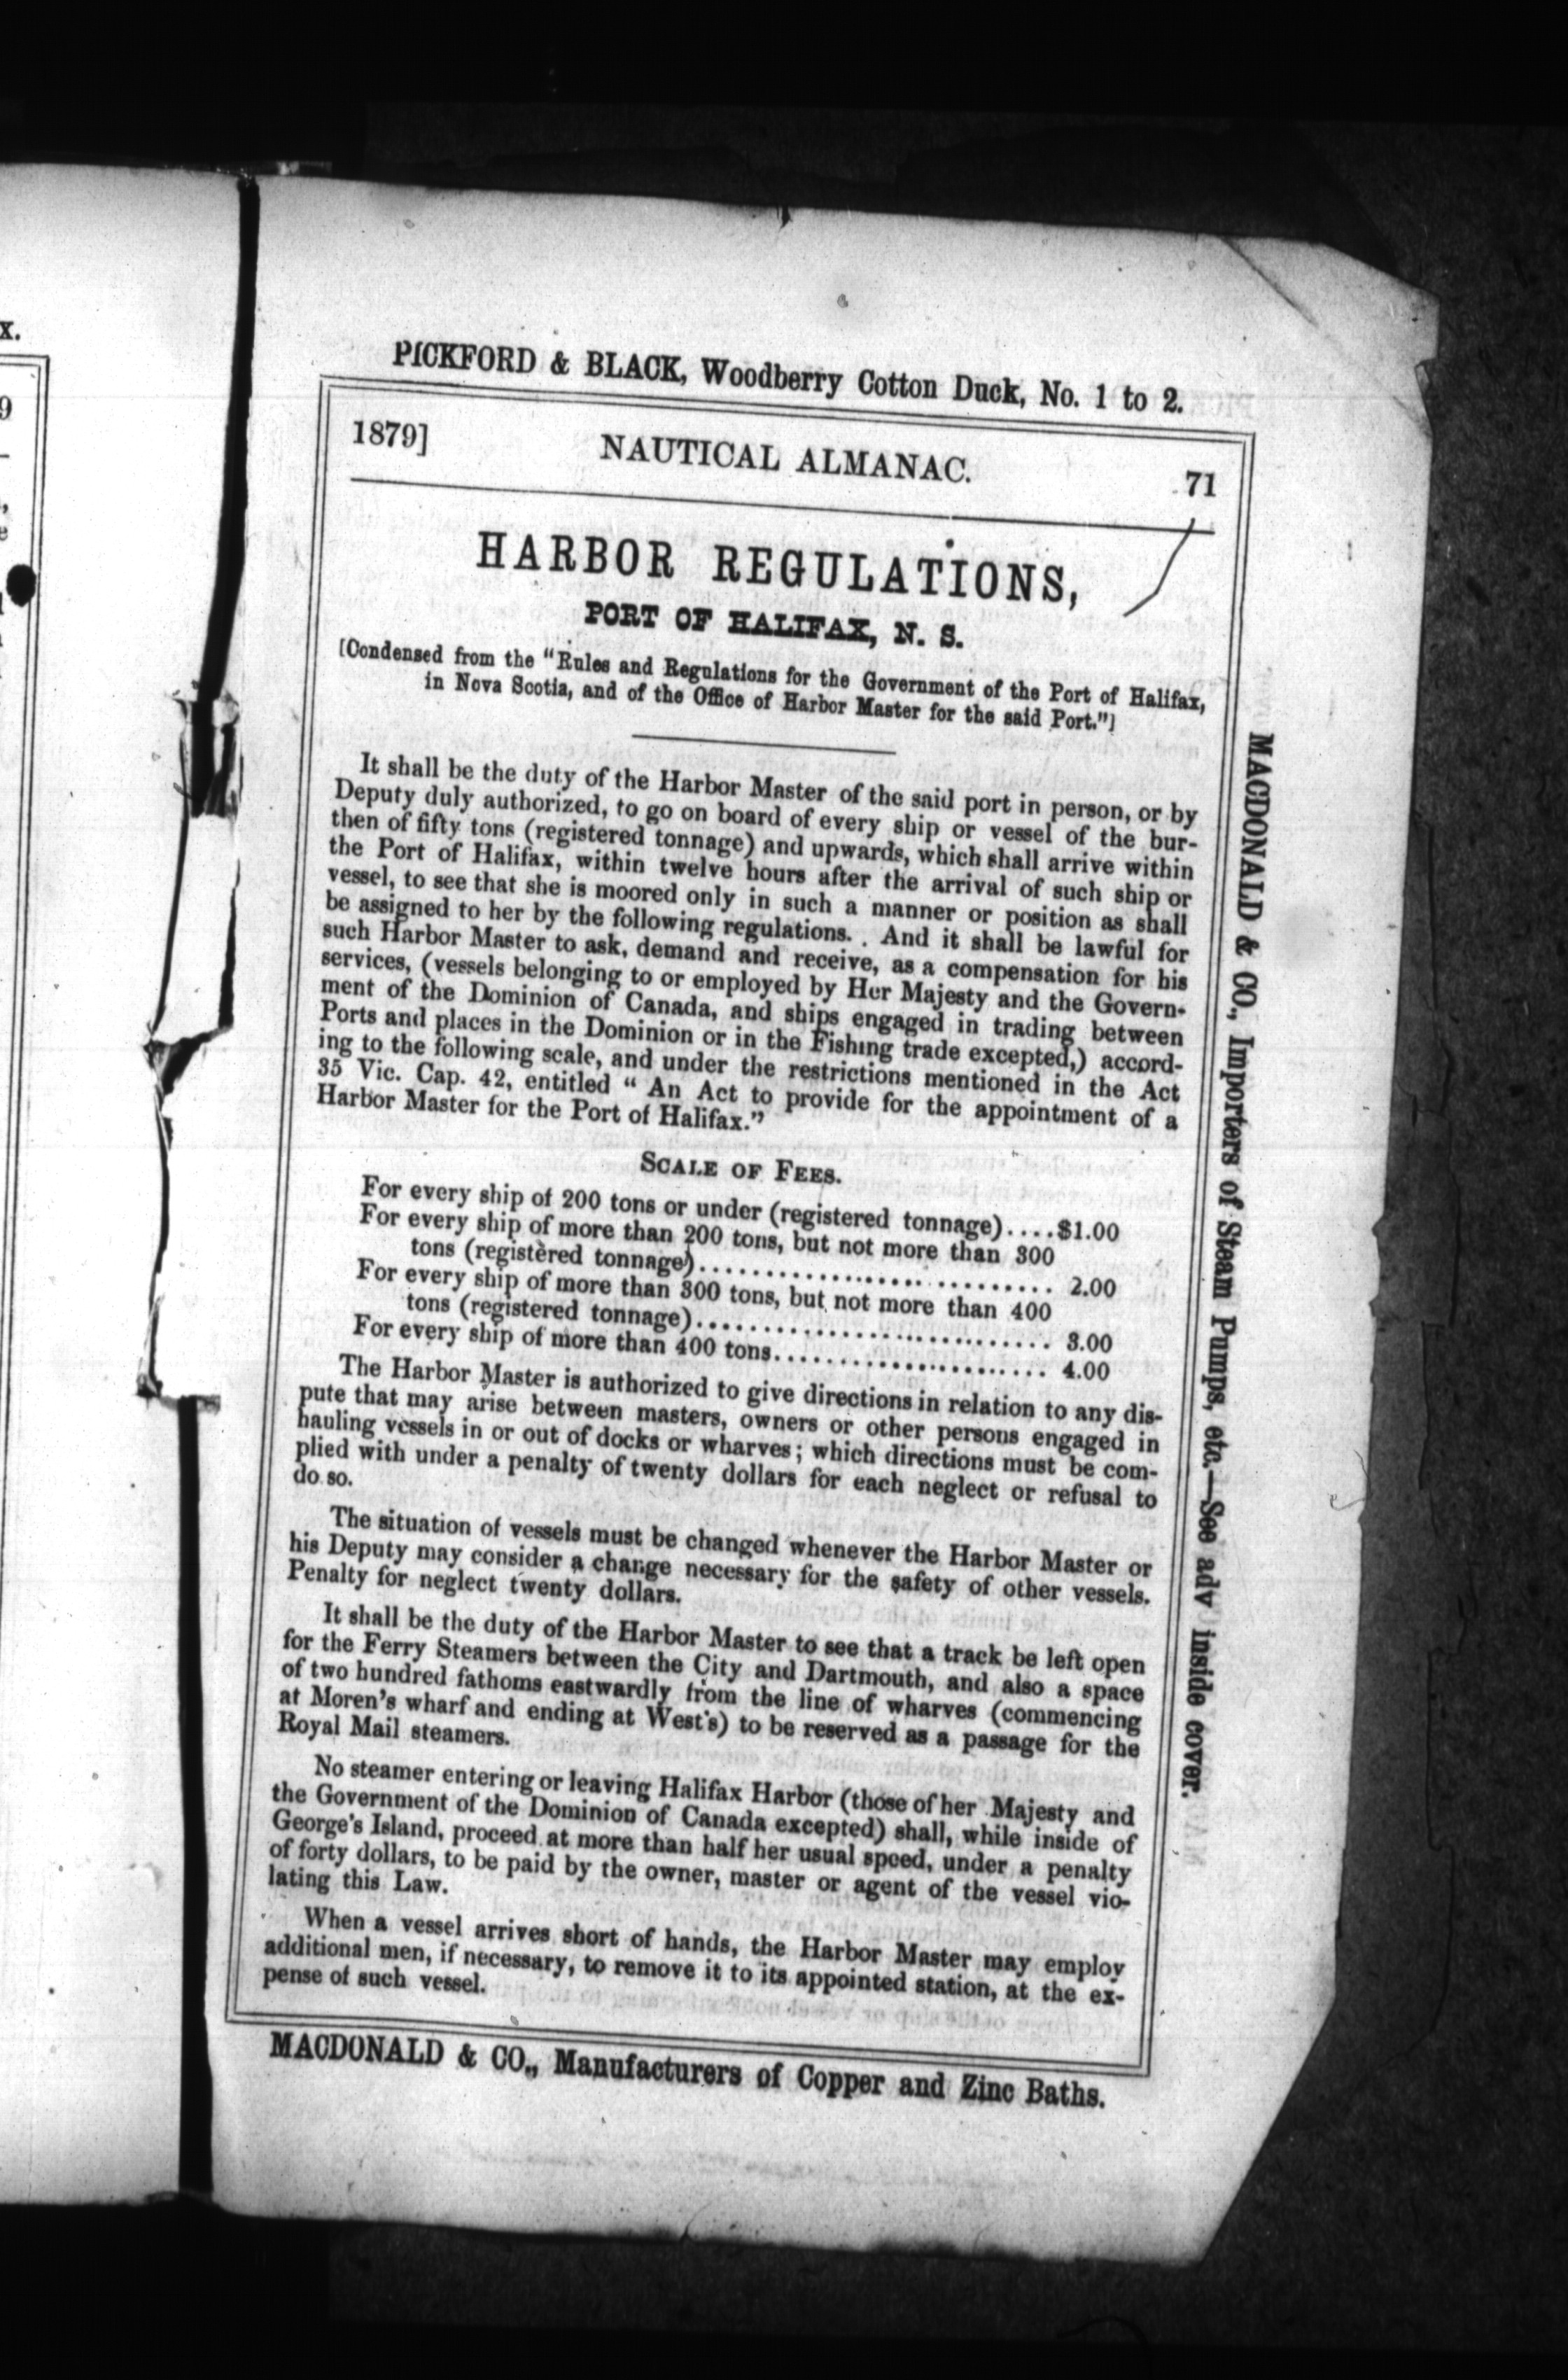 PICKFORD & BLACK, Woodberry Cotton Duck, No. 1 to 2.
1879] NAUTICAL ALMANAC. 71
HARBOR REGULATIONS,
PORT OF HALIFAX, N. S.
[Condensed from the "Rules and Regulations for the Government of the Port of Halifax,
in Nova Scotia, and of the Office of Harbor Master for the said Port."]
It shall be the duty of the Harbor Master of the said port in person, or by
Deputy duly authorized, to go on board of every ship or vessel of the bur-
then of fifty tons (registered tonnage) and upwards, which shall arrive within
the Port of Halifax, within twelve hours after the arrival of such ship or
vessel, to see that she is moored only in such a manner or position as shall
be assigned to her by the following regulations. And it shall be lawful for
such Harbor Master to ask, demand and receive, as a compensation for his
services, (vessels belonging to or employed by Her Majesty and the Govern-
ment of the Dominion of Canada, and ships engaged in trading between
Ports and places in the Dominion or in the Fishing trade excepted,) accord-
ing to the following scale, and under the restrictions mentioned in the Act
35 Vic. Cap. 42, entitled "An Act to provide for the appointment of a
Harbor Master for the Port of Halifax."
SCALE OF FEES.
For every ship of 200 tons or under (registered tonnage)....$1.00
For every ship of more than 200 tons, but not more than 300
tons (registered tonnage).................................. 2.00
For every ship of more than 300 tons, but not more than 400
tons (registered tonnage).................................. 3.00
For every ship of more than 400 tons........................ 4.00
The Harbor Master is authorized to give directions in relation to any dis-
pute that may arise between masters, owners or other persons engaged in
hauling vessels in or out of docks or wharves; which directions must be com-
plied with under a penalty of twenty dollars for each neglect or refusal to
do so.
The situation of vessels must be changed whenever the Harbor Master or
his Deputy may consider a change necessary for the safety of other vessels.
Penalty for neglect twenty dollars.
It shall be the duty of the Harbor Master to see that a track be left open
for the Ferry Steamers between the City and Dartmouth, and also a space
of two hundred fathoms eastwardly from the line of wharves (commencing
at Moren's wharf and ending at West's) to be reserved as a passage for the
Royal Mail steamers.
No steamer entering or leaving Halifax Harbor (those of her Majesty and
the Government of the Dominion of Canada excepted) shall, while inside of
George's Island, proceed at more than half her usual speed, under a penalty
of forty dollars, to be paid by the owner, master or agent of the vessel vio-
lating this Law.
When a vessel arrives short of hands, the Harbor Master may employ
additional men, if necessary, to remove it to its appointed station, at the ex-
pense of such vessel.
MACDONALD & CO., Manufacturers of Copper and Zinc Baths.
MACDONALD & CO., Importers of Steam Pumps, etc.—See adv inside cover.